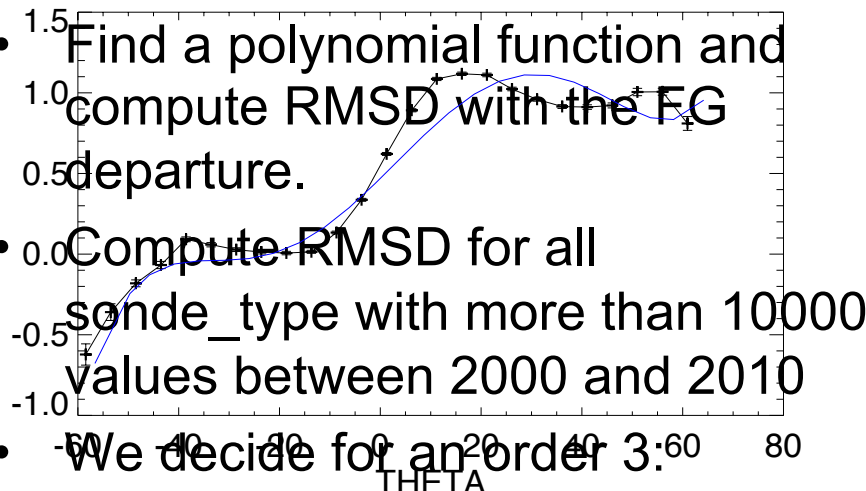 • Find a polynomial function and
compute RMSD with the FG
departure.
• Compute RMSD for all
sonde_type with more than 10000
values between 2000 and 2010
• We decide for an order 3:
1.5
1.0
0.5
0.0
-0.5
-1.0
-60 -40 -20 0 20 40 60 80
THETA